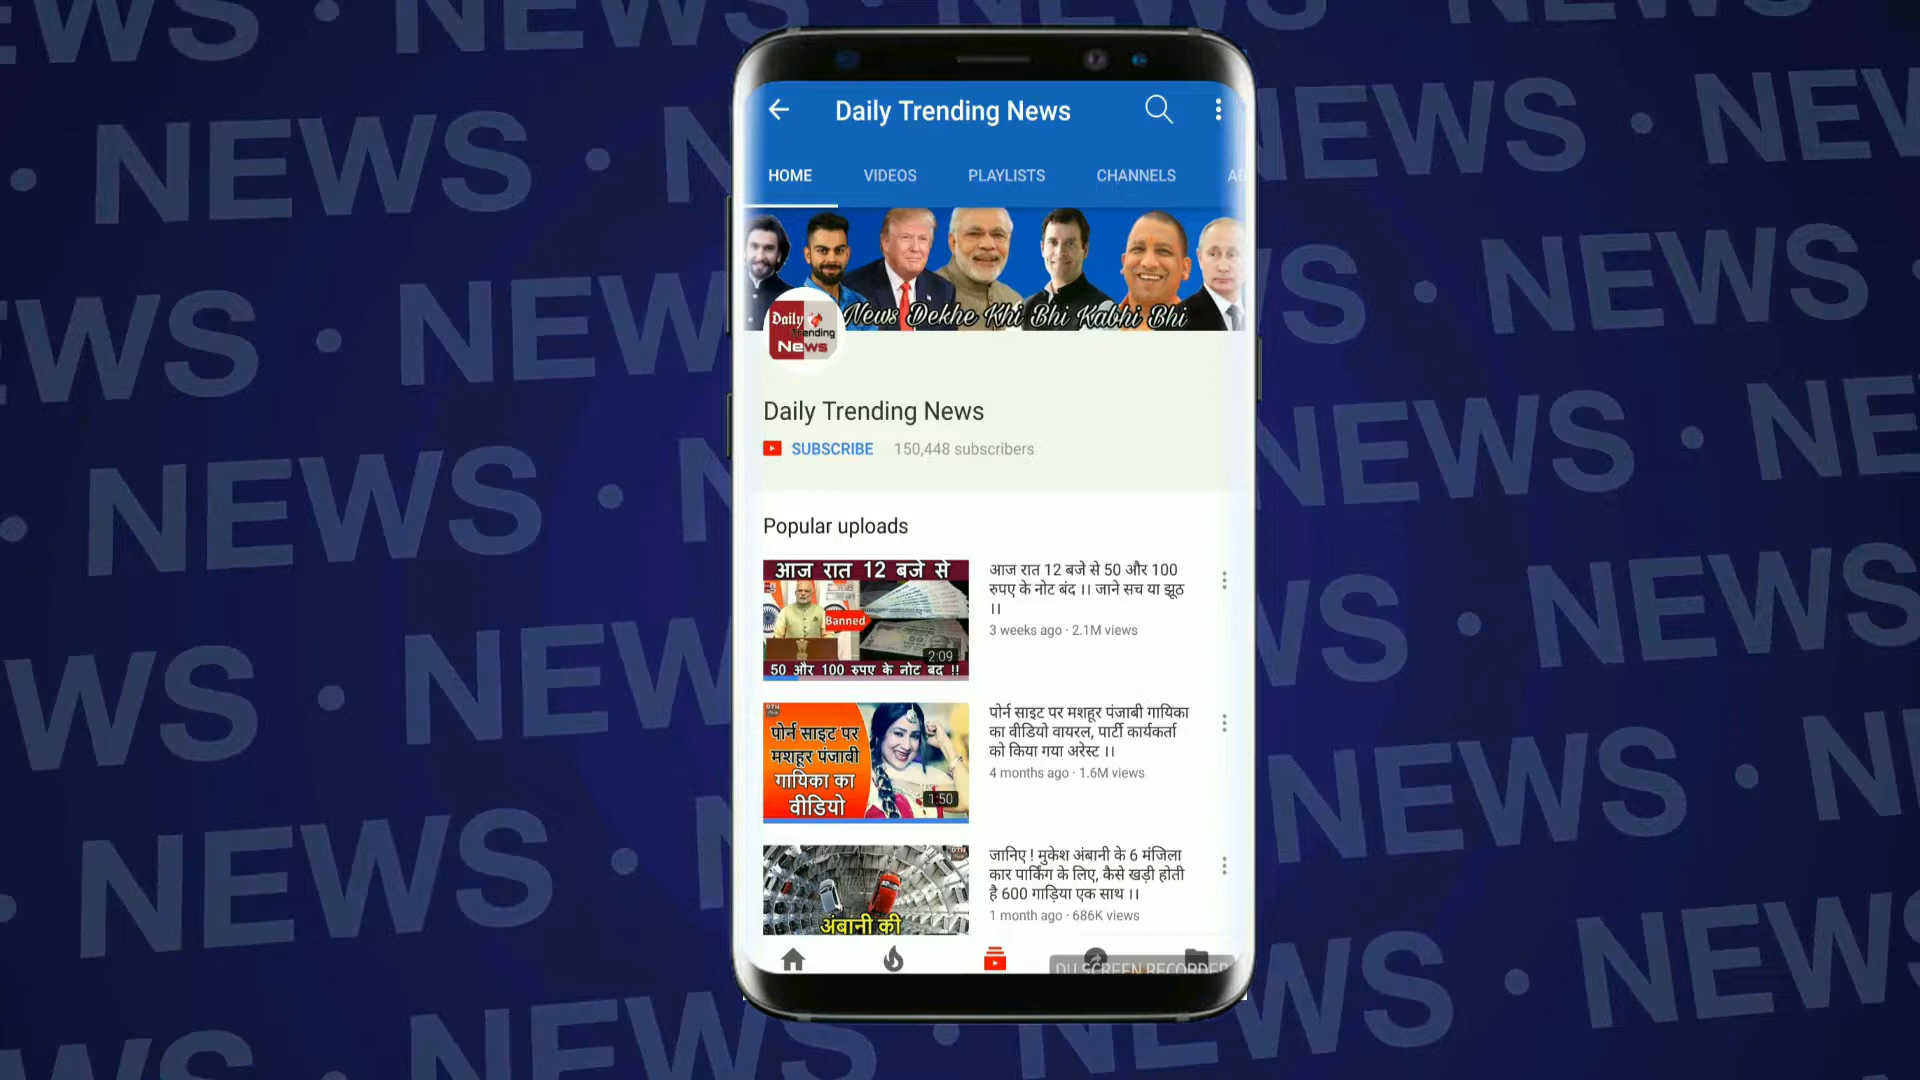 Daily Trending News
HOME VIDEOS PLAYLISTS CHANNELS
News Dekhe Khi Bhi Kabhi Bhi
Daily
Trending
News
Daily Trending News
SUBSCRIBE 150,448 subscribers
Popular uploads
आज रात 12 बजे से
Banned
2:09
50 और 100 रुपए के नोट बंद !!
आज रात 12 बजे से 50 और 100
रुपए के नोट बंद ।। जाने सच या झूठ
।।
3 weeks ago · 2.1M views
DTN
पोर्न साइट पर
मशहूर पंजाबी
गायिका का
वीडियो
1:50
पोर्न साइट पर मशहूर पंजाबी गायिका
का वीडियो वायरल, पार्टी कार्यकर्ता
को किया गया अरेस्ट ।।
4 months ago · 1.6M views
DTN
अंबानी की
जानिए ! मुकेश अंबानी के 6 मंजिला
कार पार्किंग के लिए, कैसे खड़ी होती
है 600 गाड़िया एक साथ ।।
1 month ago · 686K views
DU SCREEN RECORDER
NEWS • NEWS • NEWS